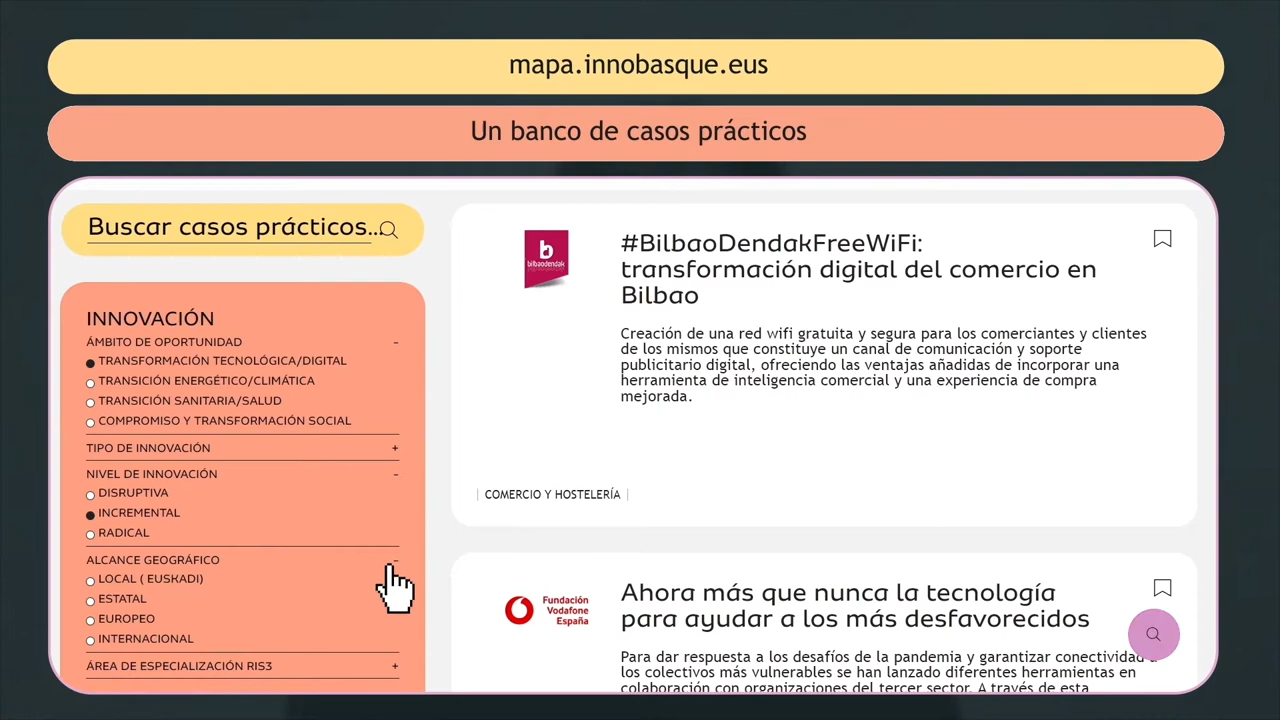 mapa.innobasque.eus
Un banco de casos prácticos
Buscar casos prácticos...
INNOVACIÓN
ÁMBITO DE OPORTUNIDAD -
TRANSFORMACIÓN TECNOLÓGICA/DIGITAL
TRANSICIÓN ENERGÉTICO/CLIMÁTICA
TRANSICIÓN SANITARIA/SALUD
COMPROMISO Y TRANSFORMACIÓN SOCIAL
TIPO DE INNOVACIÓN +
NIVEL DE INNOVACIÓN -
DISRUPTIVA
INCREMENTAL
RADICAL
ALCANCE GEOGRÁFICO -
LOCAL ( EUSKADI)
ESTATAL
EUROPEO
INTERNACIONAL
ÁREA DE ESPECIALIZACIÓN RIS3 +
b
bilbaodendak
#BilbaoDendakFreeWiFi:
transformación digital del comercio en
Bilbao
Creación de una red wifi gratuita y segura para los comerciantes y clientes
de los mismos que constituye un canal de comunicación y soporte
publicitario digital, ofreciendo las ventajas añadidas de incorporar una
herramienta de inteligencia comercial y una experiencia de compra
mejorada.
| COMERCIO Y HOSTELERÍA |
Fundación
Vodafone
España
Ahora más que nunca la tecnología
para ayudar a los más desfavorecidos
Para dar respuesta a los desafíos de la pandemia y garantizar conectividad a
los colectivos más vulnerables se han lanzado diferentes herramientas en
colaboración con organizaciones del tercer sector. A través de esta